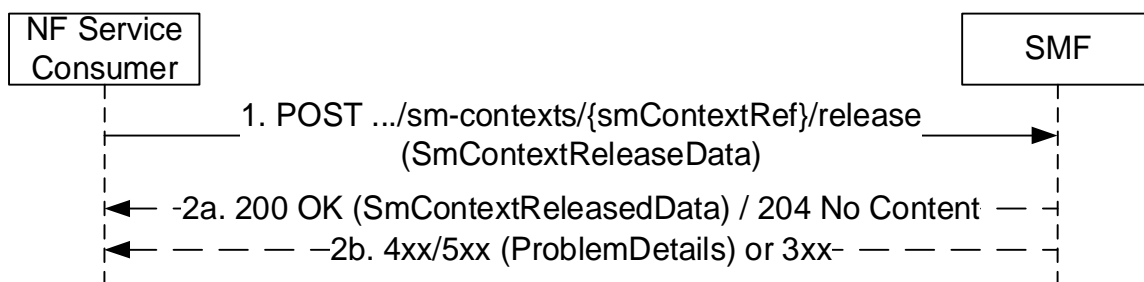 NF Service
Consumer
SMF
1. POST .../sm-contexts/{smContextRef}/release
(SmContextReleaseData)
2a. 200 OK (SmContextReleasedData) / 204 No Content
2b. 4xx/5xx (ProblemDetails) or 3xx